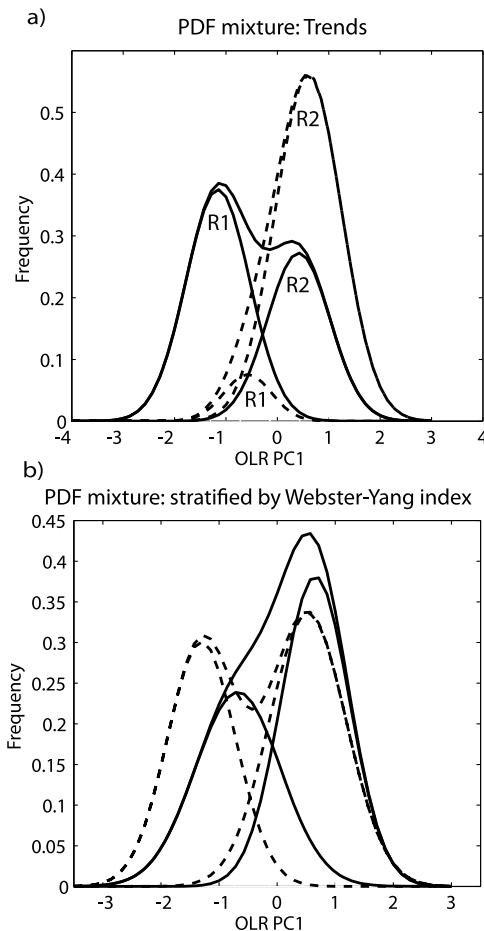 a)
PDF mixture: Trends
0.5
0.4
0.3
0.2
0.1
0
Frequency
R2
R1
R2
R1
-4 -3 -2 -1 0 1 2 3 4
OLR PC1
b)
PDF mixture: stratified by Webster-Yang index
0.45
0.4
0.35
0.3
0.25
0.2
0.15
0.1
0.05
0
Frequency
-3 -2 -1 0 1 2 3
OLR PC1